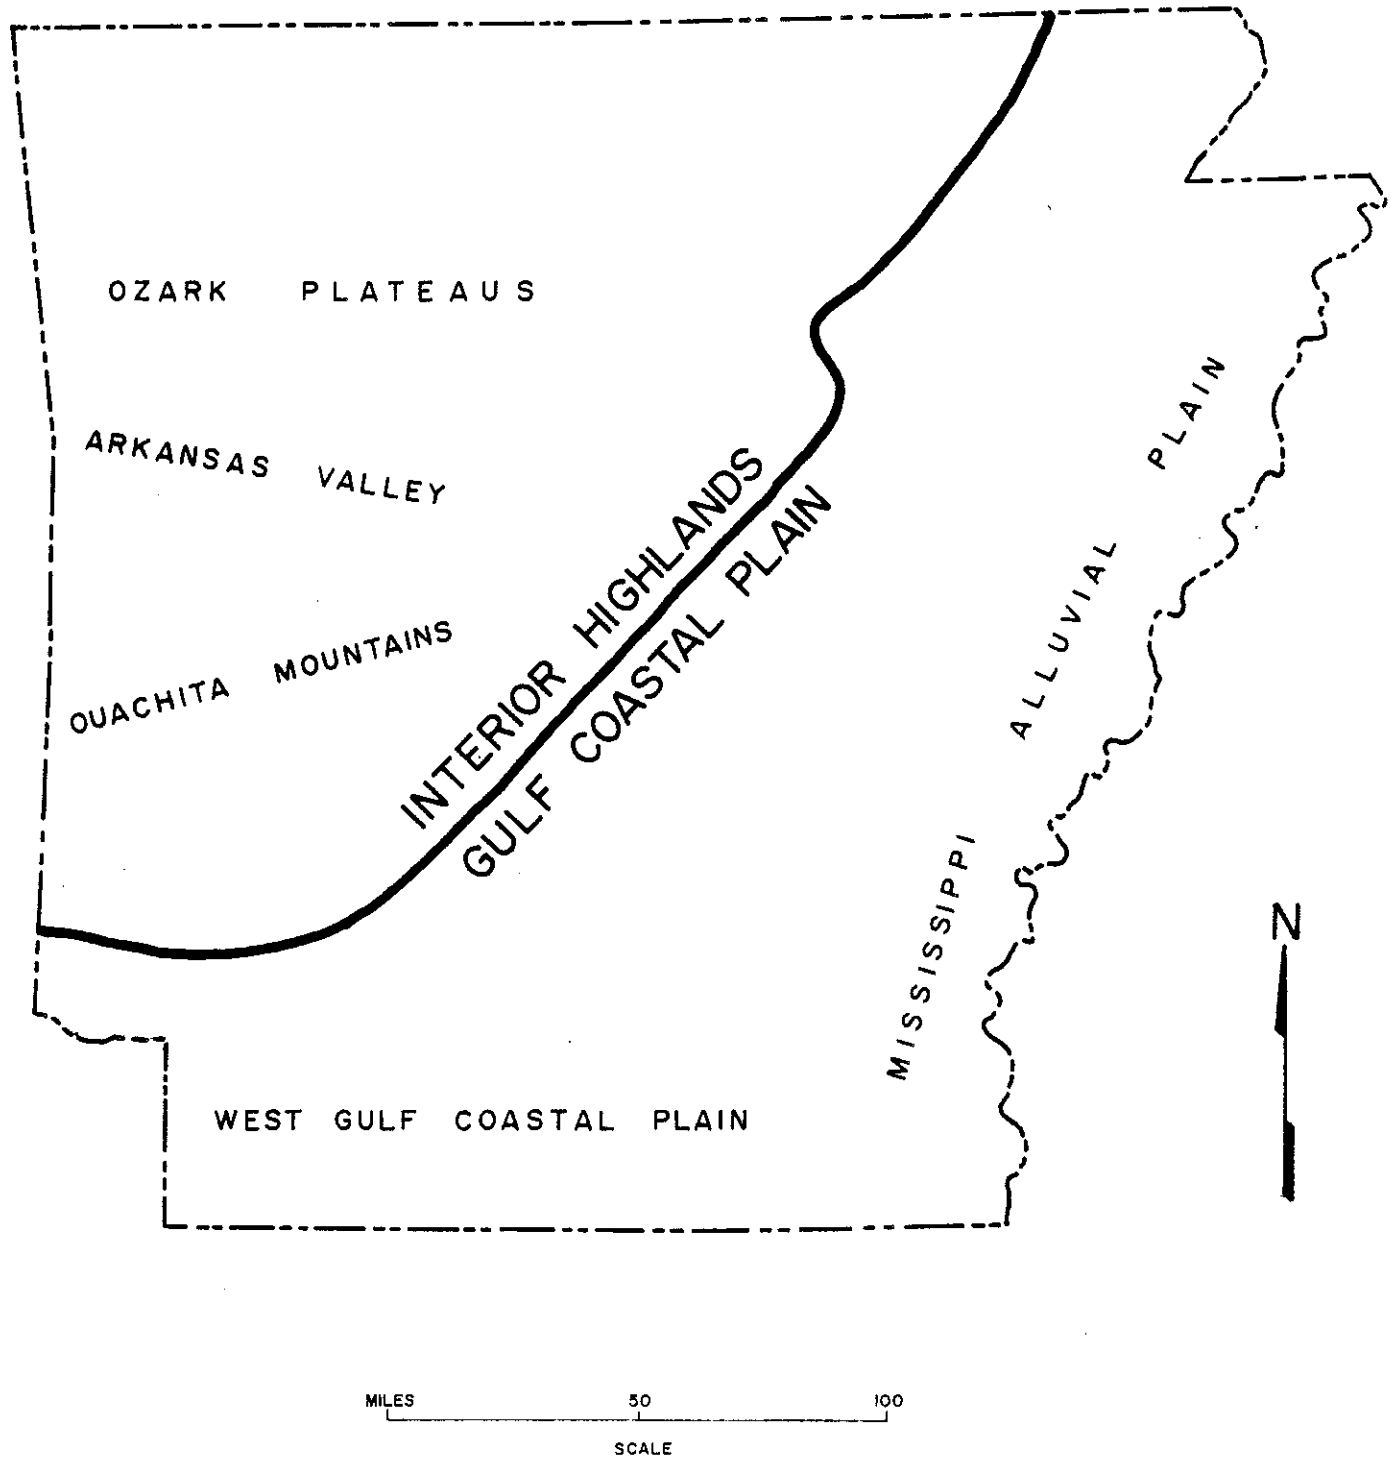 OZARK PLATEAUS
ARKANSAS VALLEY
OUACHITA MOUNTAINS
INTERIOR HIGHLANDS
GULF COASTAL PLAIN
MISSISSIPPI ALLUVIAL PLAIN
WEST GULF COASTAL PLAIN
N
MILES 50 100
SCALE